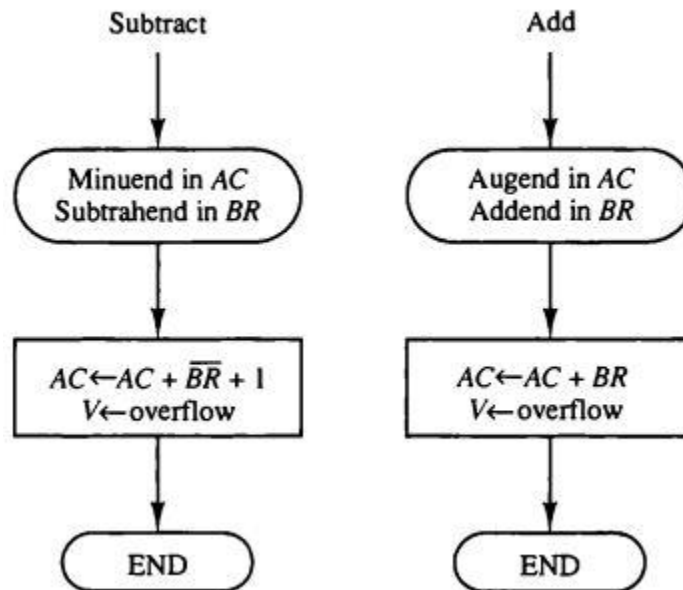 Subtract
Minuend in AC
Subtrahend in BR
AC←AC + B̅R̅ + 1
V←overflow
END
Add
Augend in AC
Addend in BR
AC←AC + BR
V←overflow
END